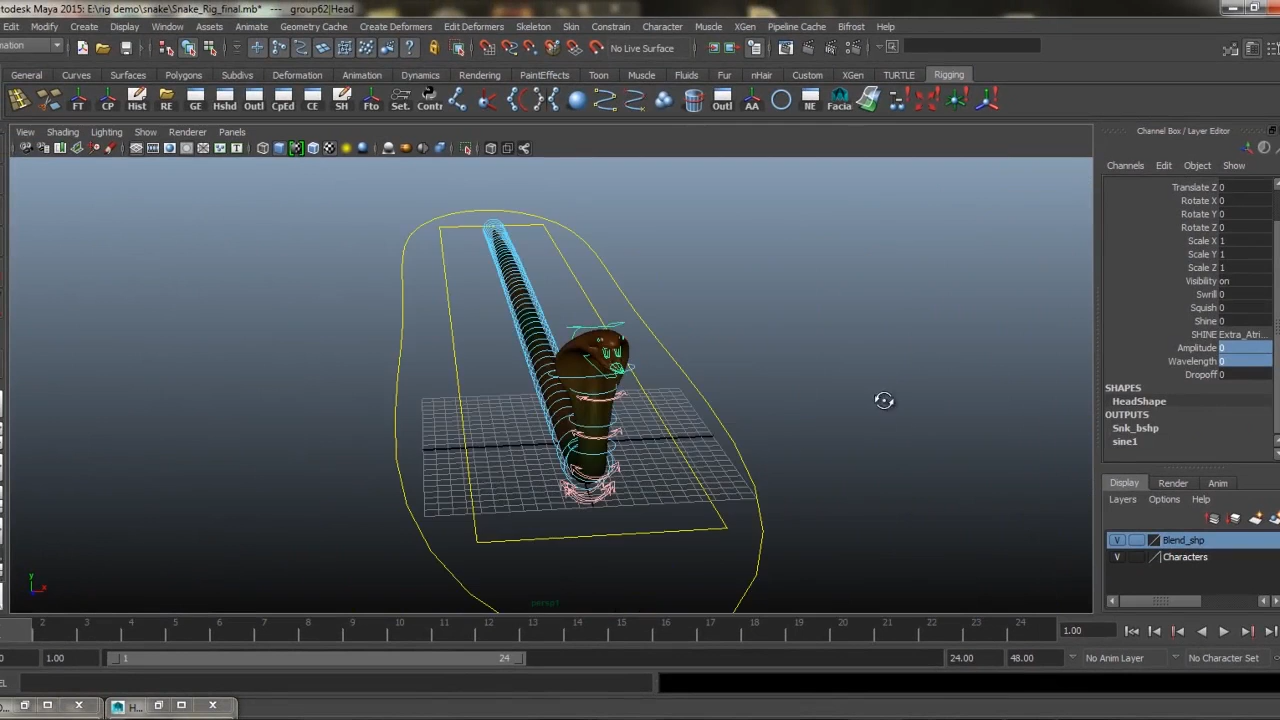 utodesk Maya 2015: E:\rig demo\snake\Snake_Rig_final.mb* --- group62|Head
Edit Modify Create Display Window Assets Animate Geometry Cache Create Deformers Edit Deformers Skeleton Skin Constrain Character Muscle XGen Pipeline Cache Bifrost Help
mation No Live Surface
General Curves Surfaces Polygons Subdivs Deformation Animation Dynamics Rendering PaintEffects Toon Muscle Fluids Fur nHair Custom XGen TURTLE Rigging
FT CP Hist RE GE Hshd Outl CpEd CE SH Fto Set. Contr Outl AA NE Facia
View Shading Lighting Show Renderer Panels
Channel Box / Layer Editor
Channels Edit Object Show
Translate Z 0
Rotate X 0
Rotate Y 0
Rotate Z 0
Scale X 1
Scale Y 1
Scale Z 1
Visibility on
Swrill 0
Squish 0
Shine 0
SHINE Extra_Atri...
Amplitude 0
Wavelength 0
Dropoff 0
SHAPES
HeadShape
OUTPUTS
Snk_bshp
sine1
Display Render Anim
Layers Options Help
V Blend_shp
V Characters
y
x
persp1
2 3 4 5 6 7 8 9 10 11 12 13 14 15 16 17 18 19 20 21 22 23 24 1.00
1.00 1 24 24.00 48.00 No Anim Layer No Character Set
EL
H...